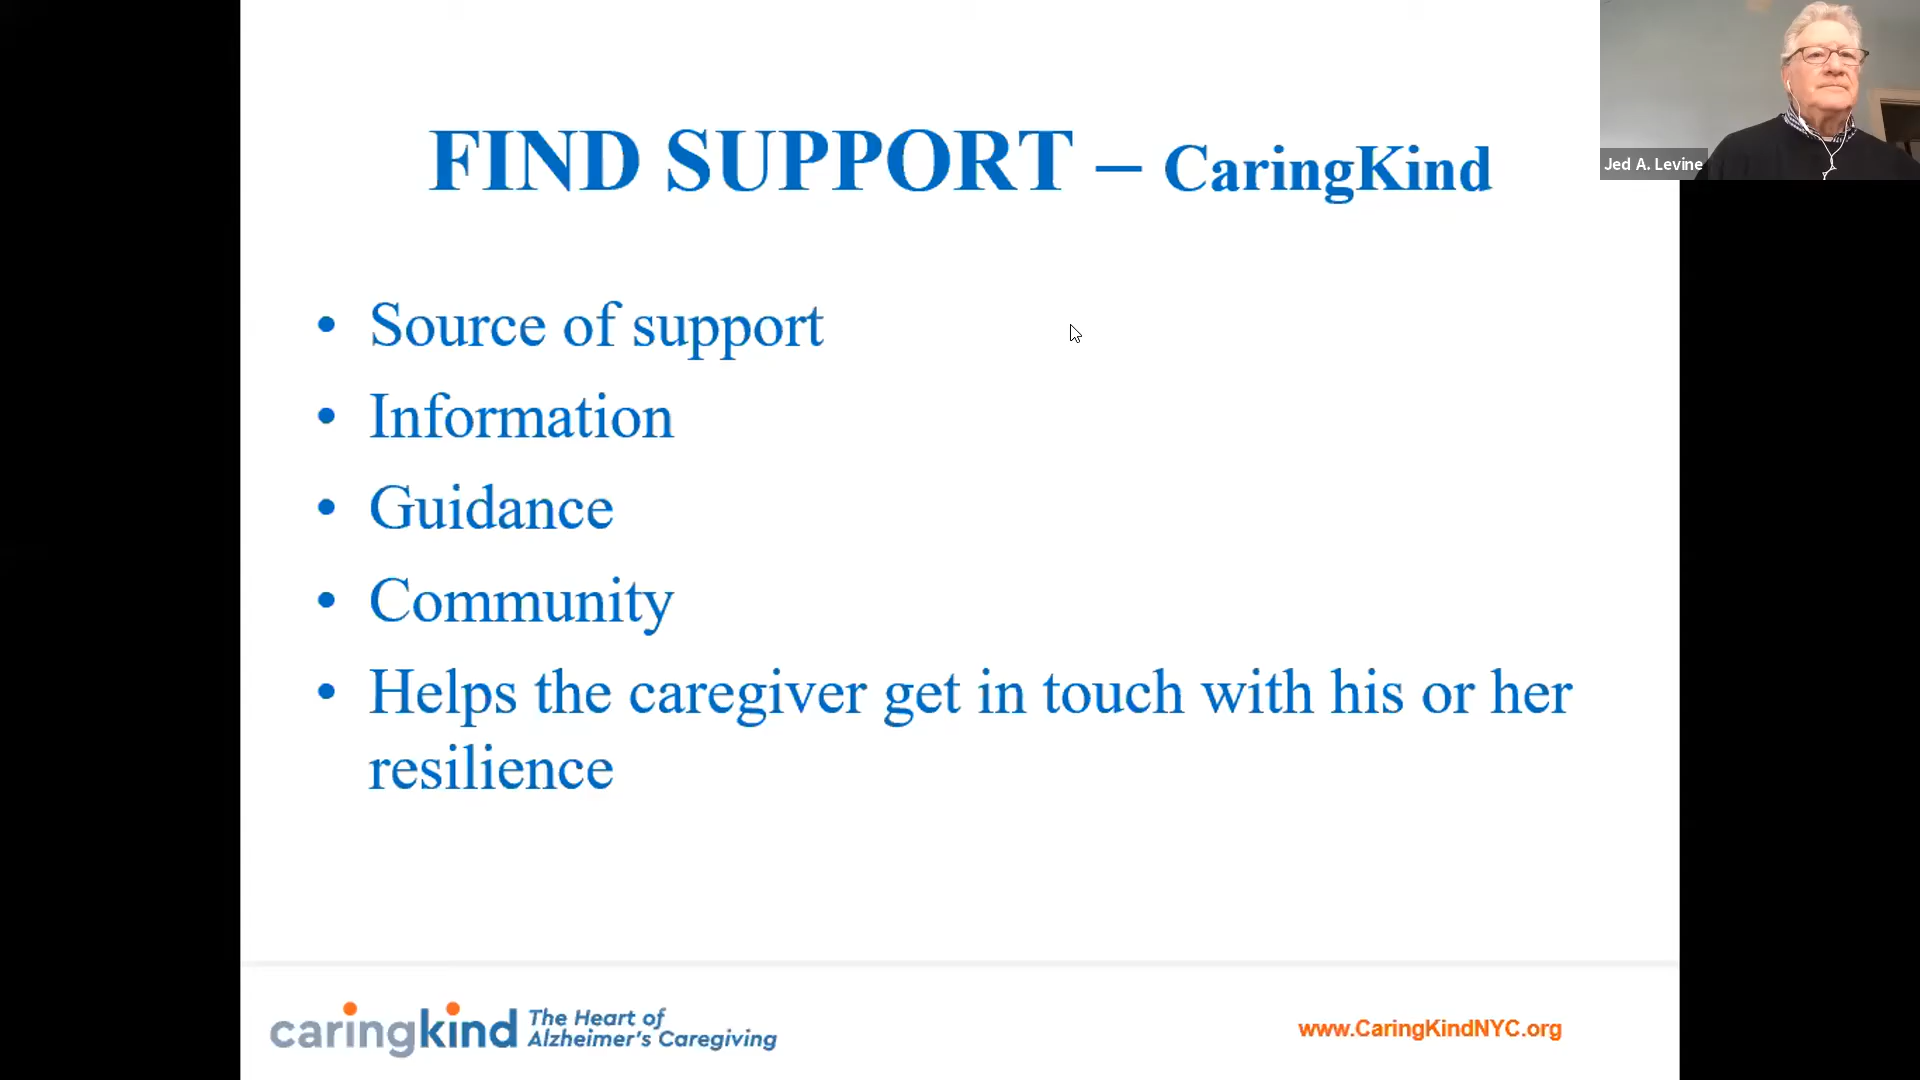 FIND SUPPORT – CaringKind
Jed A. Levine
• Source of support
• Information
• Guidance
• Community
• Helps the caregiver get in touch with his or her
resilience
caringkind The Heart of
Alzheimer's Caregiving
www.CaringKindNYC.org